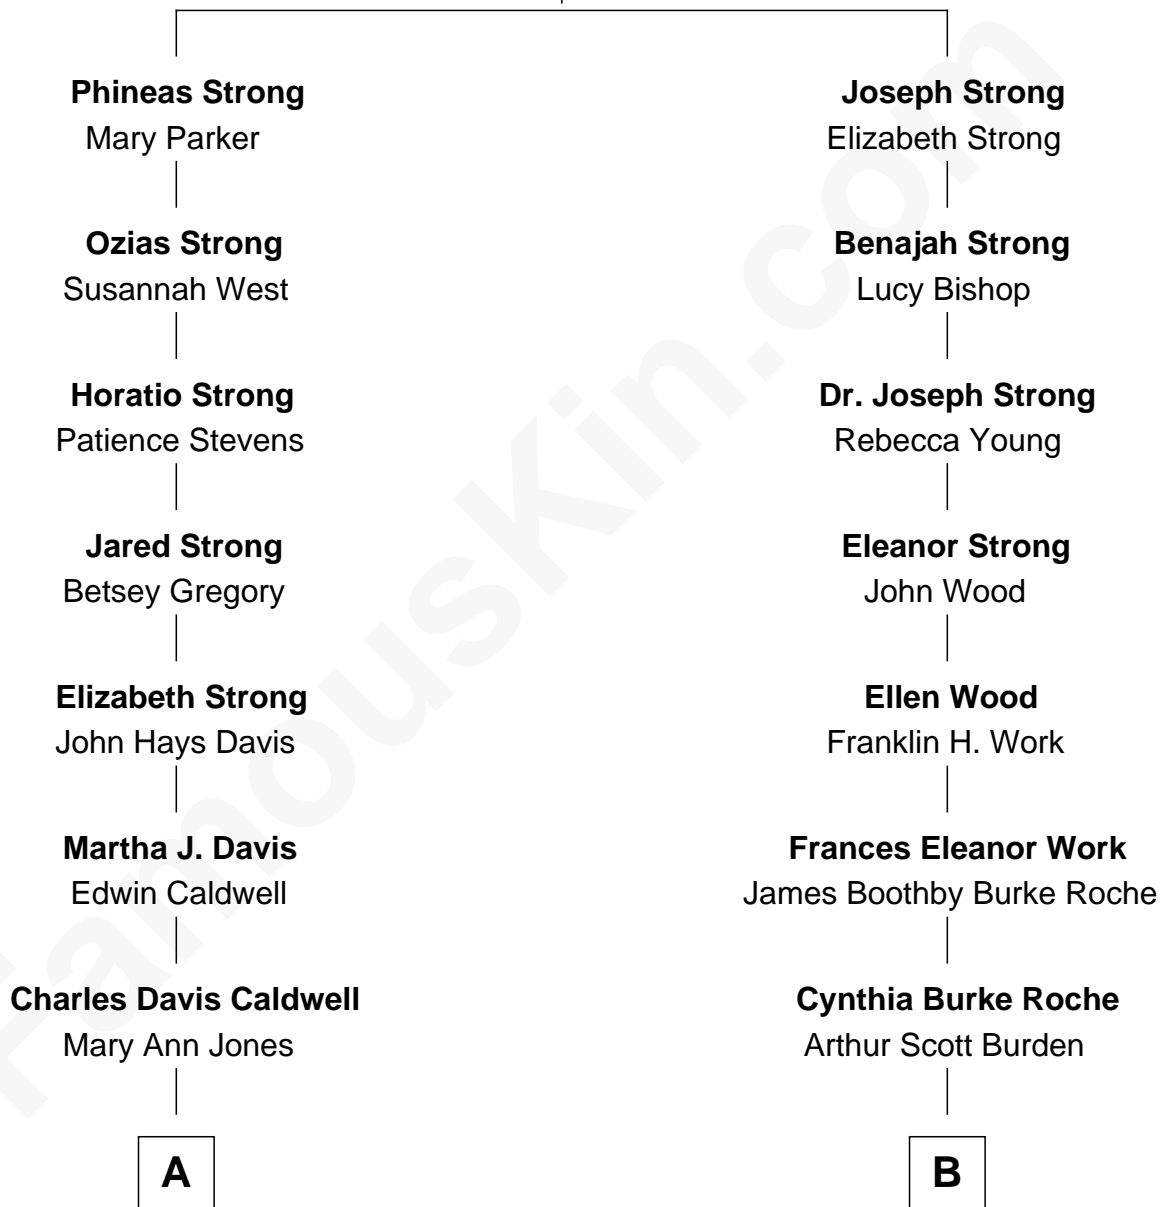 Phineas Strong
Mary Parker
Ozias Strong
Susannah West
Horatio Strong
Patience Stevens
Jared Strong
Betsey Gregory
Elizabeth Strong
John Hays Davis
Martha J. Davis
Edwin Caldwell
Charles Davis Caldwell
Mary Ann Jones
A
Joseph Strong
Elizabeth Strong
Benajah Strong
Lucy Bishop
Dr. Joseph Strong
Rebecca Young
Eleanor Strong
John Wood
Ellen Wood
Franklin H. Work
Frances Eleanor Work
James Boothby Burke Roche
Cynthia Burke Roche
Arthur Scott Burden
B
FamousKin.com